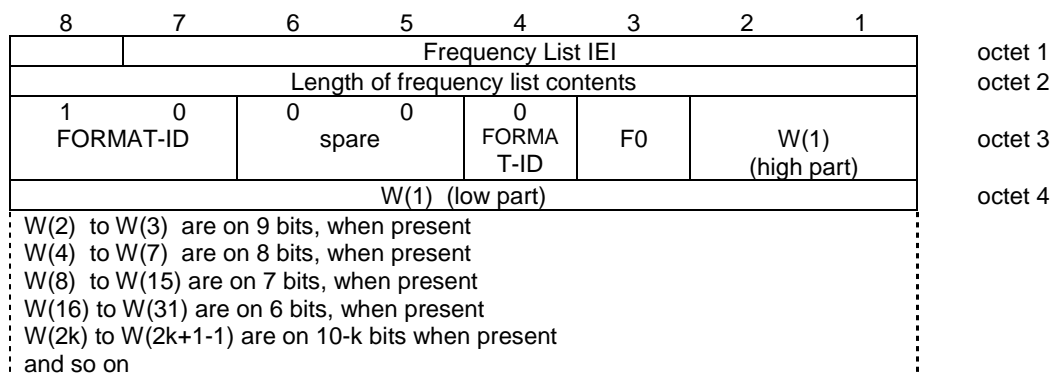 8 7 6 5 4 3 2 1
Frequency List IEI octet 1
Length of frequency list contents octet 2
1 0 0 0 0
FORMAT-ID spare FORMA F0 W(1) octet 3
T-ID (high part)
W(1) (low part) octet 4
W(2) to W(3) are on 9 bits, when present
W(4) to W(7) are on 8 bits, when present
W(8) to W(15) are on 7 bits, when present
W(16) to W(31) are on 6 bits, when present
W(2k) to W(2k+1-1) are on 10-k bits when present
and so on